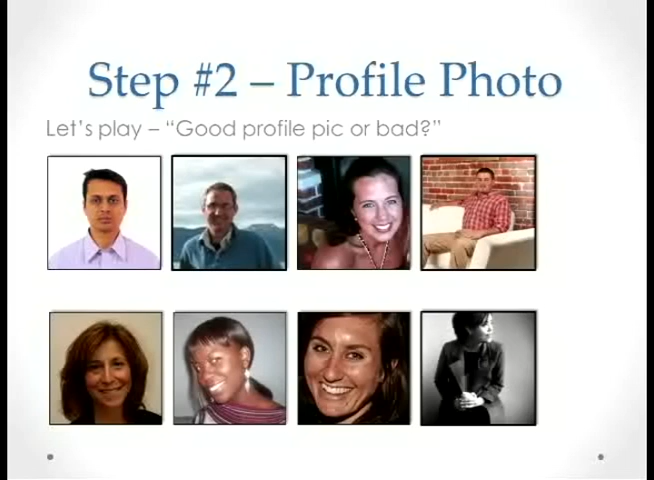 Step #2 – Profile Photo
Let's play – “Good profile pic or bad?”